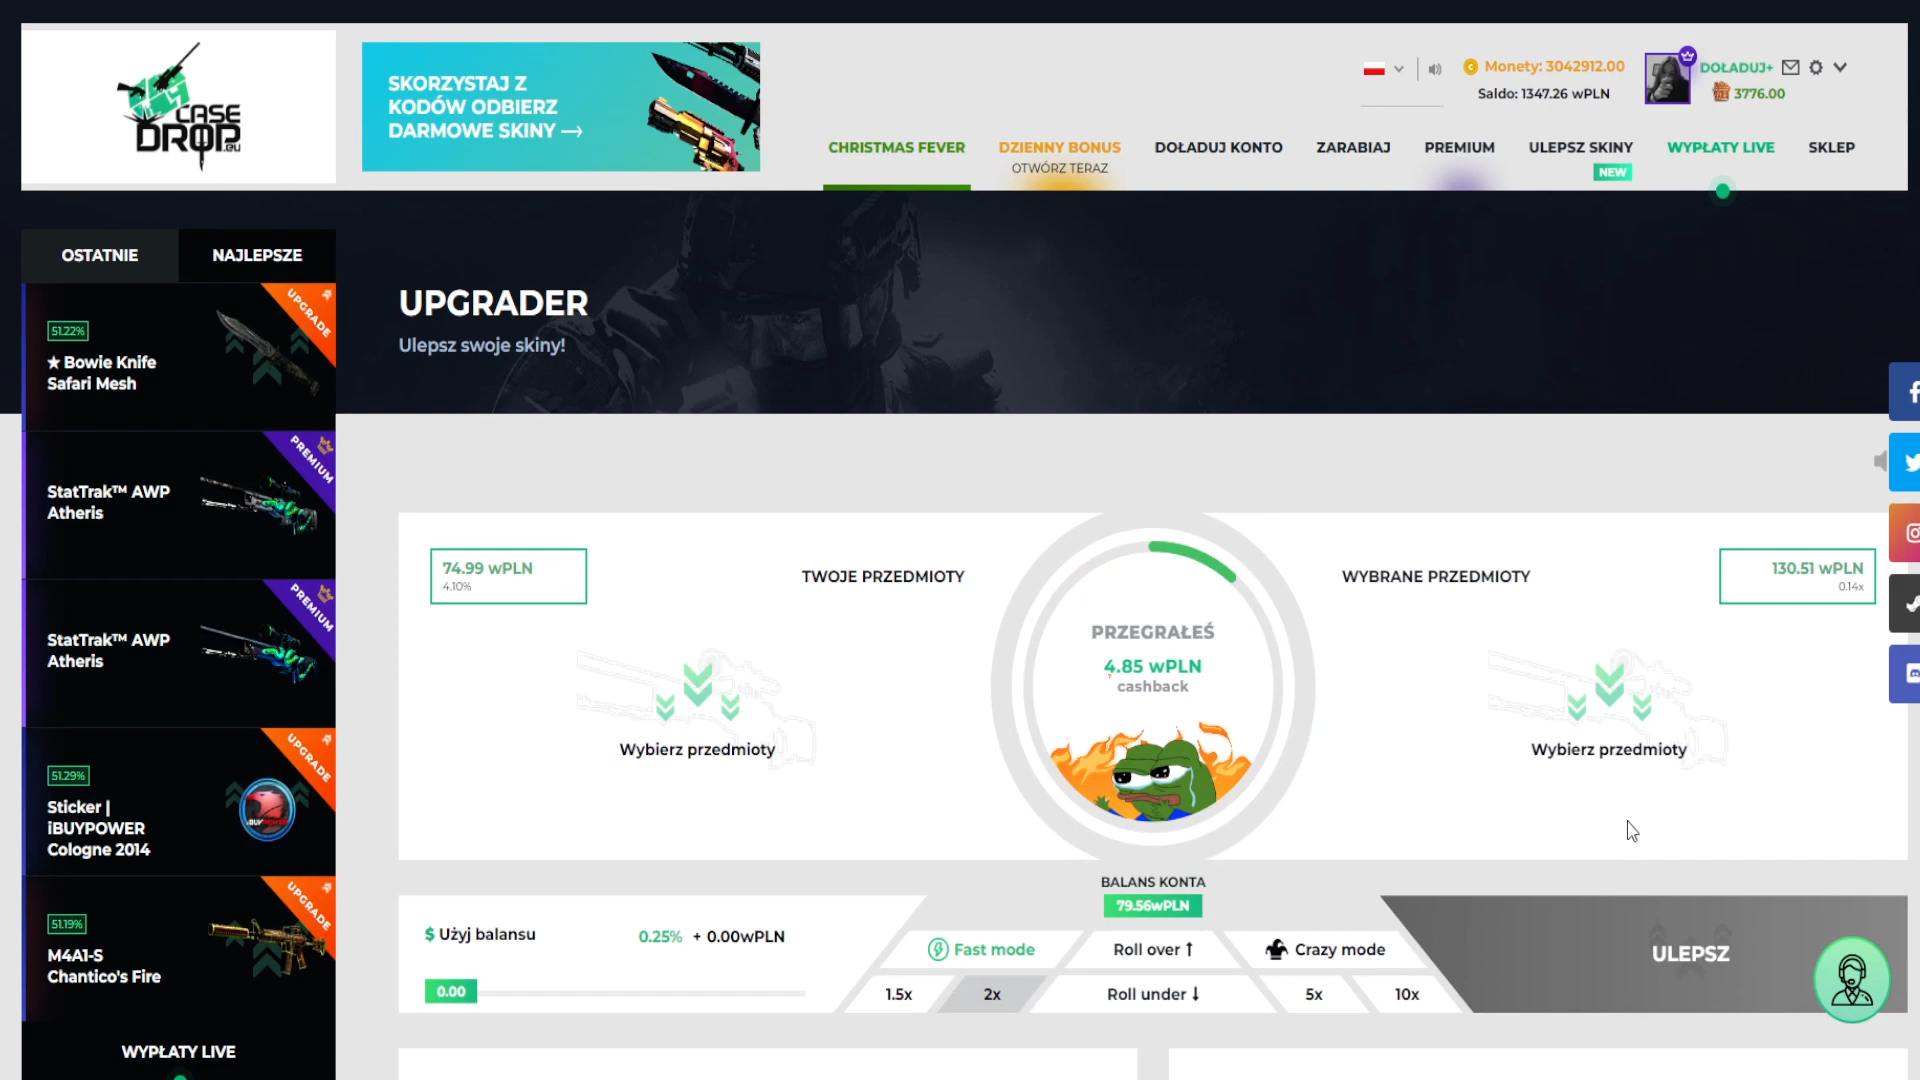 CASE
DROP.EU
SKORZYSTAJ Z
KODÓW ODBIERZ
DARMOWE SKINY →
Monety: 3042912.00
Saldo: 1347.26 wPLN
DOŁADUJ+
3776.00
CHRISTMAS FEVER
DZIENNY BONUS
OTWÓRZ TERAZ
DOŁADUJ KONTO
ZARABIAJ
PREMIUM
ULEPSZ SKINY
NEW
WYPŁATY LIVE
SKLEP
OSTATNIE
NAJLEPSZE
UPGRADE
51.22%
★ Bowie Knife
Safari Mesh
PREMIUM
StatTrak™ AWP
Atheris
PREMIUM
StatTrak™ AWP
Atheris
UPGRADE
51.29%
Sticker |
iBUYPOWER
Cologne 2014
UPGRADE
51.19%
M4A1-S
Chantico's Fire
WYPŁATY LIVE
UPGRADER
Ulepsz swoje skiny!
74.99 wPLN
4.10%
TWOJE PRZEDMIOTY
Wybierz przedmioty
PRZEGRAŁEŚ
4.85 wPLN
cashback
WYBRANE PRZEDMIOTY
130.51 wPLN
0.14x
Wybierz przedmioty
BALANS KONTA
79.56wPLN
$ Użyj balansu
0.25% + 0.00wPLN
0.00
Fast mode
Roll over ↑
Crazy mode
1.5x
2x
Roll under ↓
5x
10x
ULEPSZ